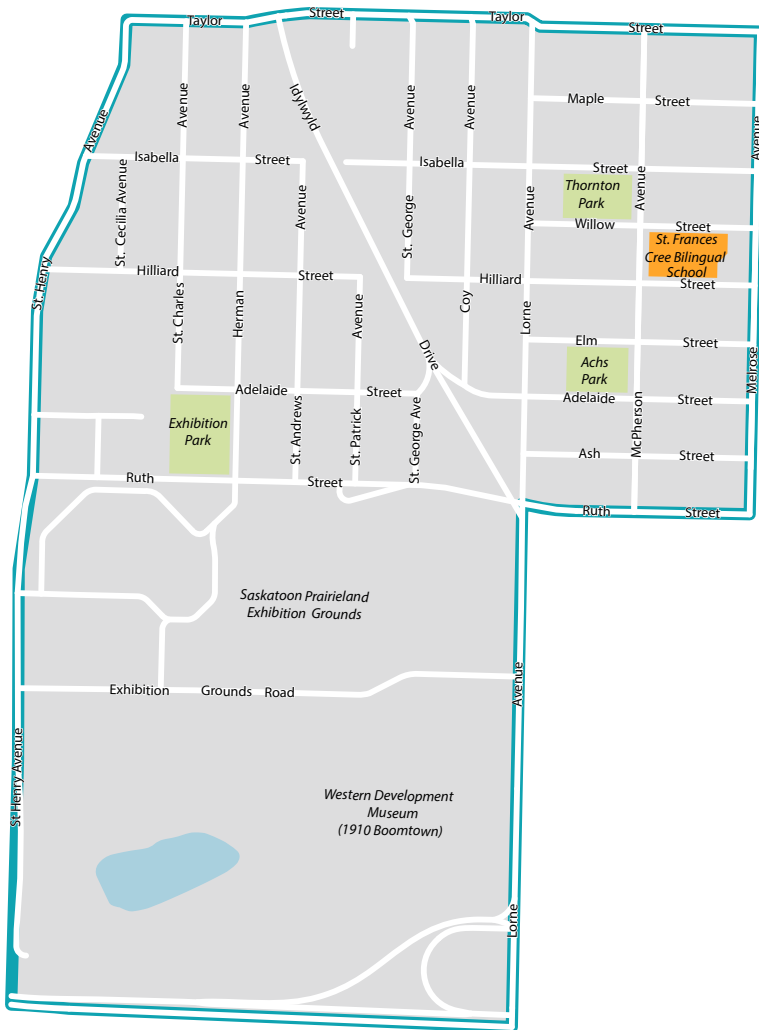 Taylor
Street
Taylor
Street
Avenue
Avenue
Avenue
Idylwyld
Avenue
Avenue
Maple
Street
Avenue
Isabella
Street
Isabella
Street
St. Cecilia Avenue
Avenue
St. George
Avenue
Thornton
Park
Avenue
Willow
Street
St. Frances
Cree Bilingual
School
St. Henry
Hilliard
Street
Hilliard
Street
St. Charles
Herman
Avenue
Coy
Lorne
Drive
Elm
Street
Achs
Park
Melrose
Adelaide
Street
Adelaide
Street
Exhibition
Park
St. Andrews
St. Patrick
St. George Ave
McPherson
Ash
Street
Ruth
Street
Ruth
Street
Saskatoon Prairieland
Exhibition Grounds
Exhibition
Grounds
Road
Avenue
St Henry Avenue
Western Development
Museum
(1910 Boomtown)
Lorne